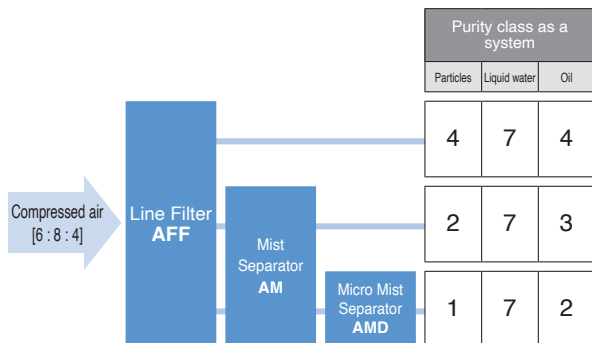 Purity class as a
system
Particles Liquid water Oil
4 7 4
Compressed air
[6 : 8 : 4]
Line Filter
AFF
2 7 3
Mist
Separator
AM
Micro Mist
Separator
AMD
1 7 2